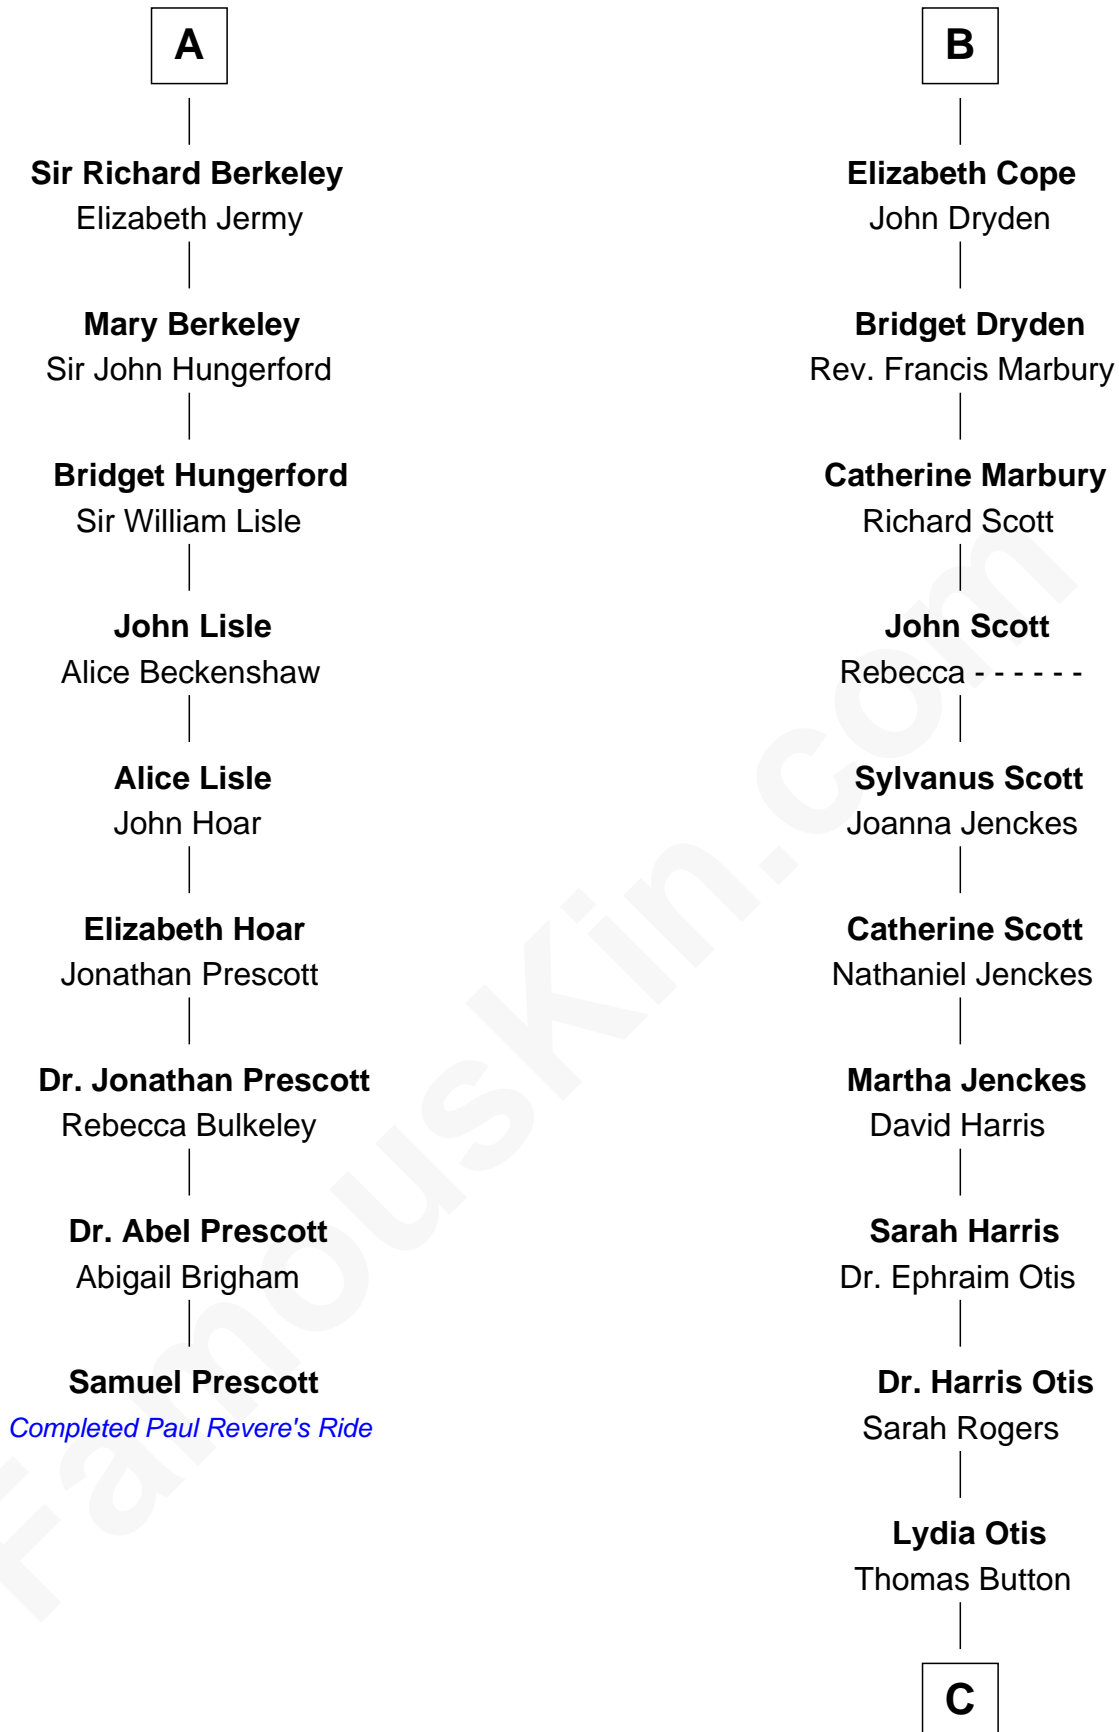 A
Sir Richard Berkeley
Elizabeth Jermy
Mary Berkeley
Sir John Hungerford
Bridget Hungerford
Sir William Lisle
John Lisle
Alice Beckenshaw
Alice Lisle
John Hoar
Elizabeth Hoar
Jonathan Prescott
Dr. Jonathan Prescott
Rebecca Bulkeley
Dr. Abel Prescott
Abigail Brigham
Samuel Prescott
Completed Paul Revere's Ride
B
Elizabeth Cope
John Dryden
Bridget Dryden
Rev. Francis Marbury
Catherine Marbury
Richard Scott
John Scott
Rebecca - - - - - -
Sylvanus Scott
Joanna Jenckes
Catherine Scott
Nathaniel Jenckes
Martha Jenckes
David Harris
Sarah Harris
Dr. Ephraim Otis
Dr. Harris Otis
Sarah Rogers
Lydia Otis
Thomas Button
C
FamousKin.com